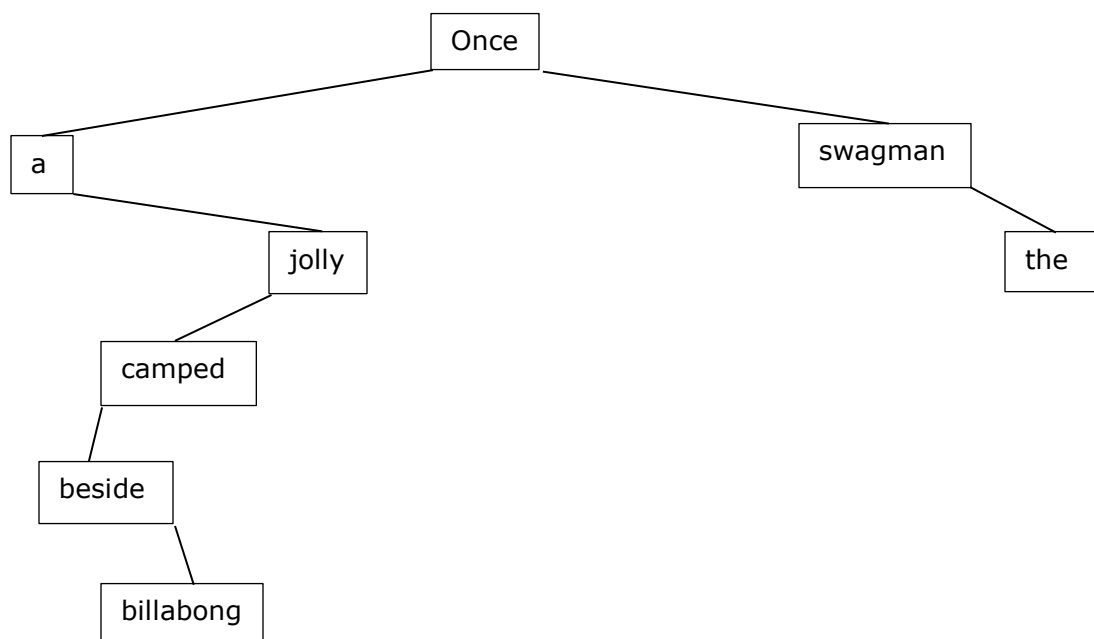 Once
a
swagman
jolly
the
camped
beside
billabong